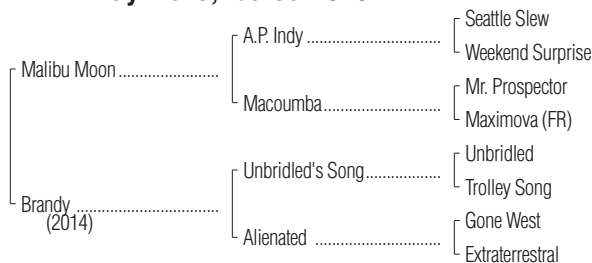 Seattle Slew
A.P. Indy ........................................
Weekend Surprise
Malibu Moon ..............................
Mr. Prospector
Macoumba...................................
Maximova (FR)
Unbridled
Unbridled's Song......................
Trolley Song
Brandy ..........................................
(2014)
Gone West
Alienated .....................................
Extraterrestral